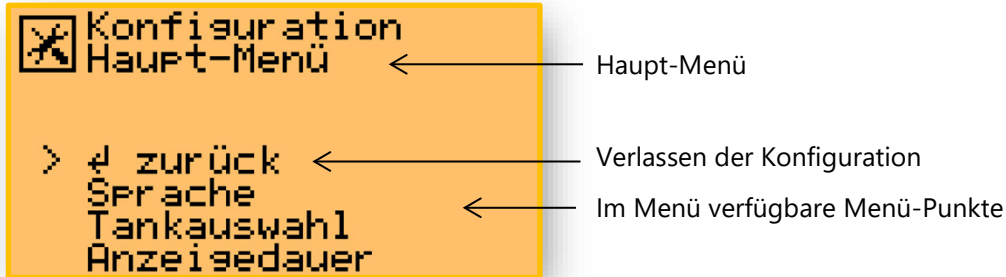 Konfiguration
Haupt-Menü
Haupt-Menü
> ↲ zurück
Verlassen der Konfiguration
Sprache
Im Menü verfügbare Menü-Punkte
Tankauswahl
Anzeigedauer